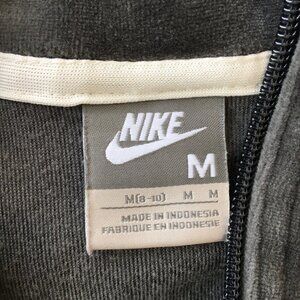 NIKE
M
M(8-10) M M
MADE IN INDONESIA
FABRIQUE EN INDONESIE